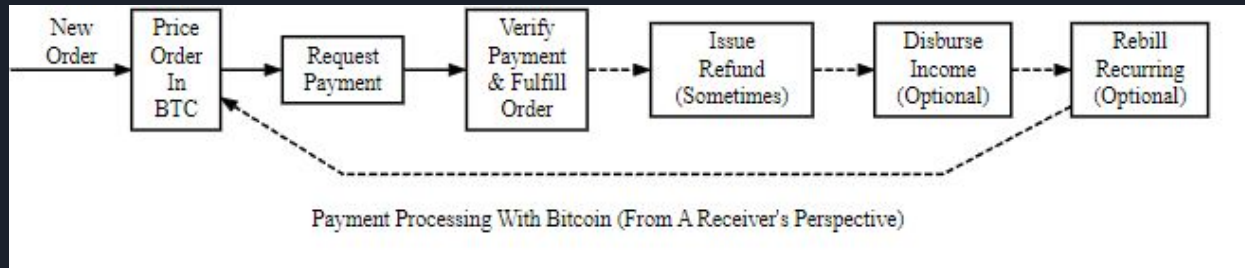 New
Order
Price
Order
In
BTC
Request
Payment
Verify
Payment
& Fulfill
Order
Issue
Refund
(Sometimes)
Disburse
Income
(Optional)
Rebill
Recurring
(Optional)
Payment Processing With Bitcoin (From A Receiver's Perspective)